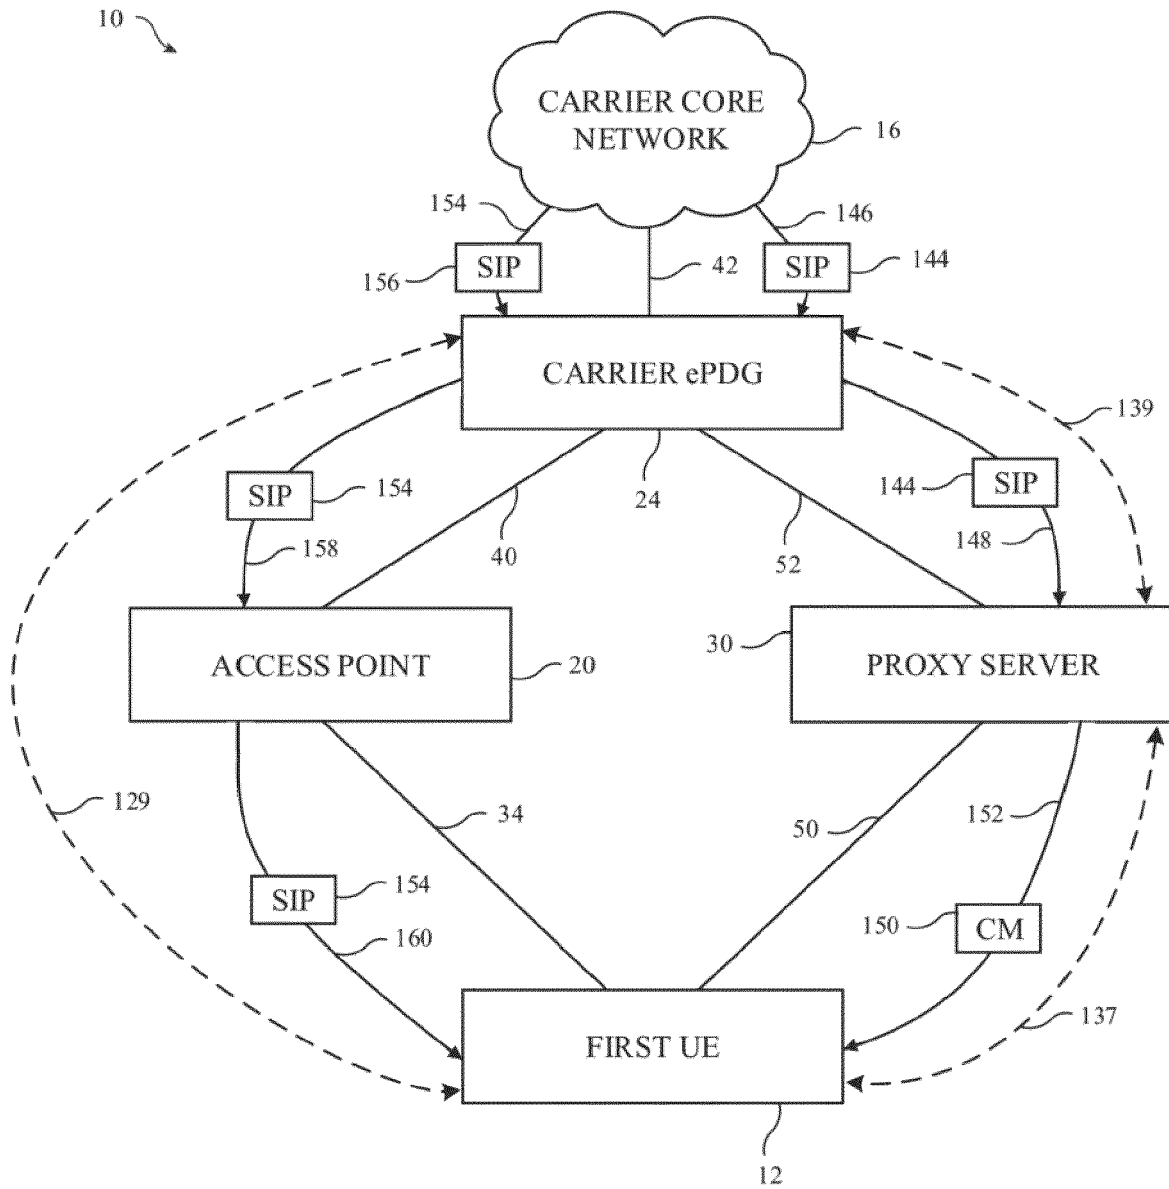 10
CARRIER CORE
NETWORK
16
154
146
SIP
156
42
SIP
144
CARRIER ePDG
139
24
SIP
154
144
SIP
40
52
158
148
ACCESS POINT
20
30
PROXY SERVER
129
34
50
152
SIP
154
150
CM
160
137
FIRST UE
12